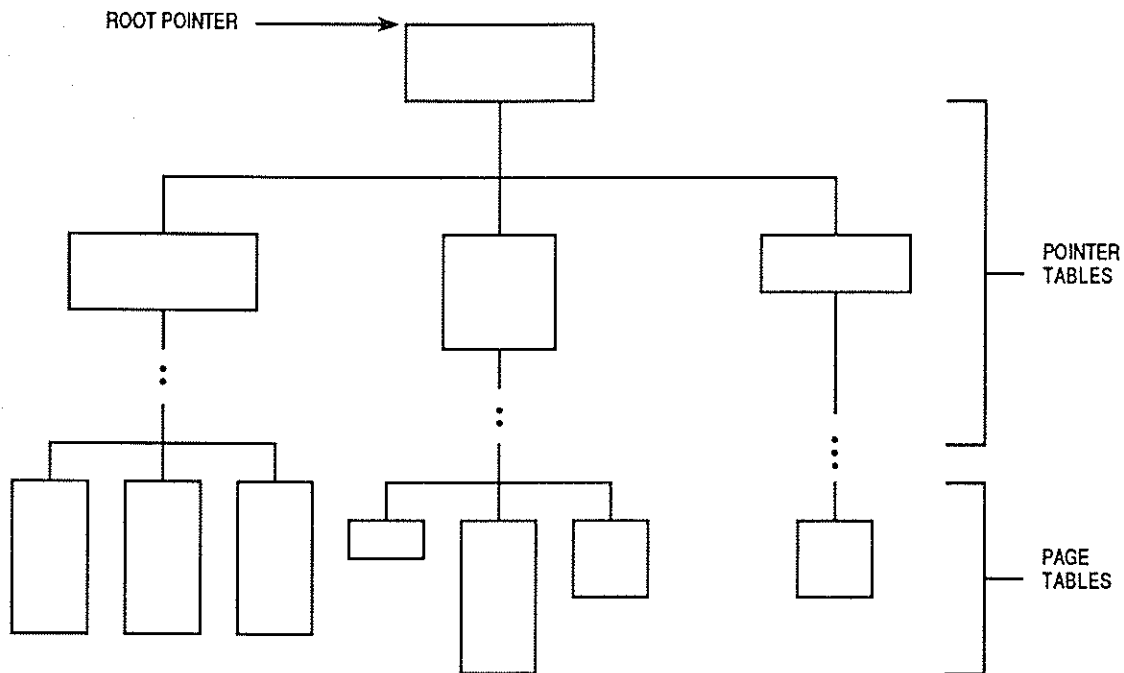 ROOT POINTER
POINTER
TABLES
PAGE
TABLES